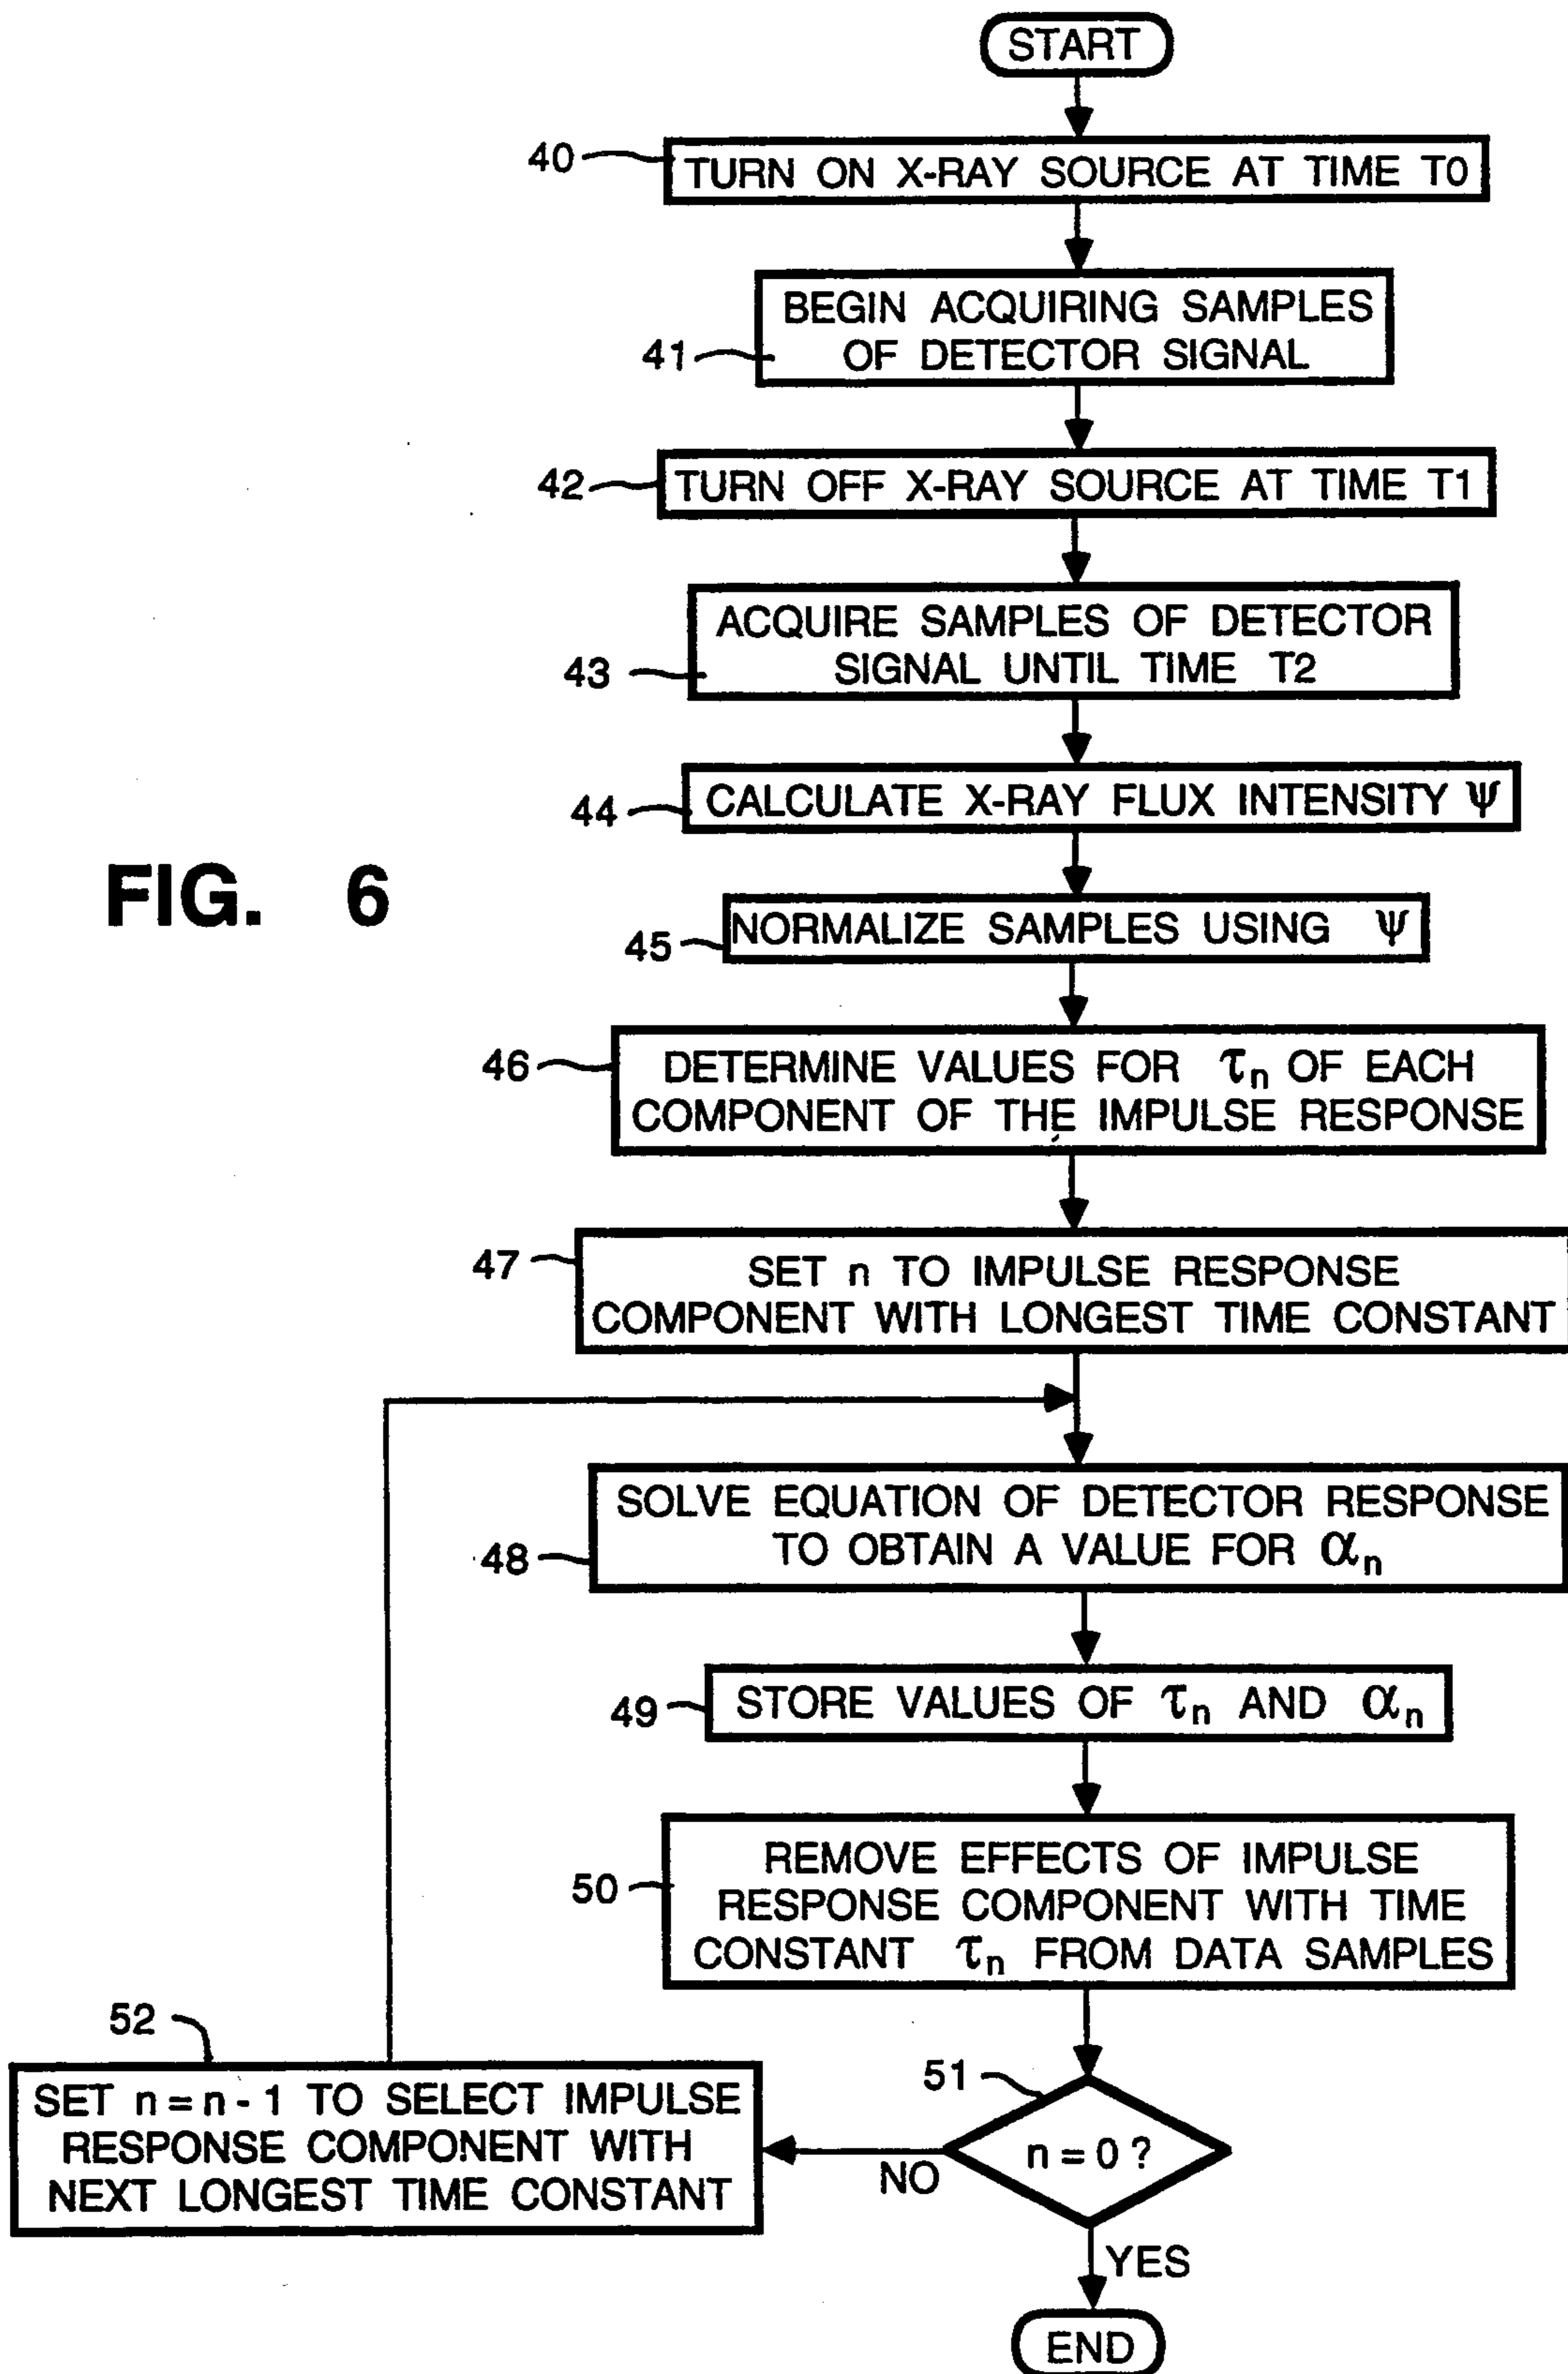 START
40
TURN ON X-RAY SOURCE AT TIME T0
BEGIN ACQUIRING SAMPLES
OF DETECTOR SIGNAL
41
42
TURN OFF X-RAY SOURCE AT TIME T1
ACQUIRE SAMPLES OF DETECTOR
SIGNAL UNTIL TIME T2
43
CALCULATE X-RAY FLUX INTENSITY Ψ
44
FIG. 6
NORMALIZE SAMPLES USING Ψ
45
46
DETERMINE VALUES FOR τn OF EACH
COMPONENT OF THE IMPULSE RESPONSE
47
SET n TO IMPULSE RESPONSE
COMPONENT WITH LONGEST TIME CONSTANT
SOLVE EQUATION OF DETECTOR RESPONSE
TO OBTAIN A VALUE FOR αn
48
STORE VALUES OF τn AND αn
49
REMOVE EFFECTS OF IMPULSE
RESPONSE COMPONENT WITH TIME
CONSTANT τn FROM DATA SAMPLES
50
51
n = 0 ?
NO
52
SET n = n - 1 TO SELECT IMPULSE
RESPONSE COMPONENT WITH
NEXT LONGEST TIME CONSTANT
YES
END